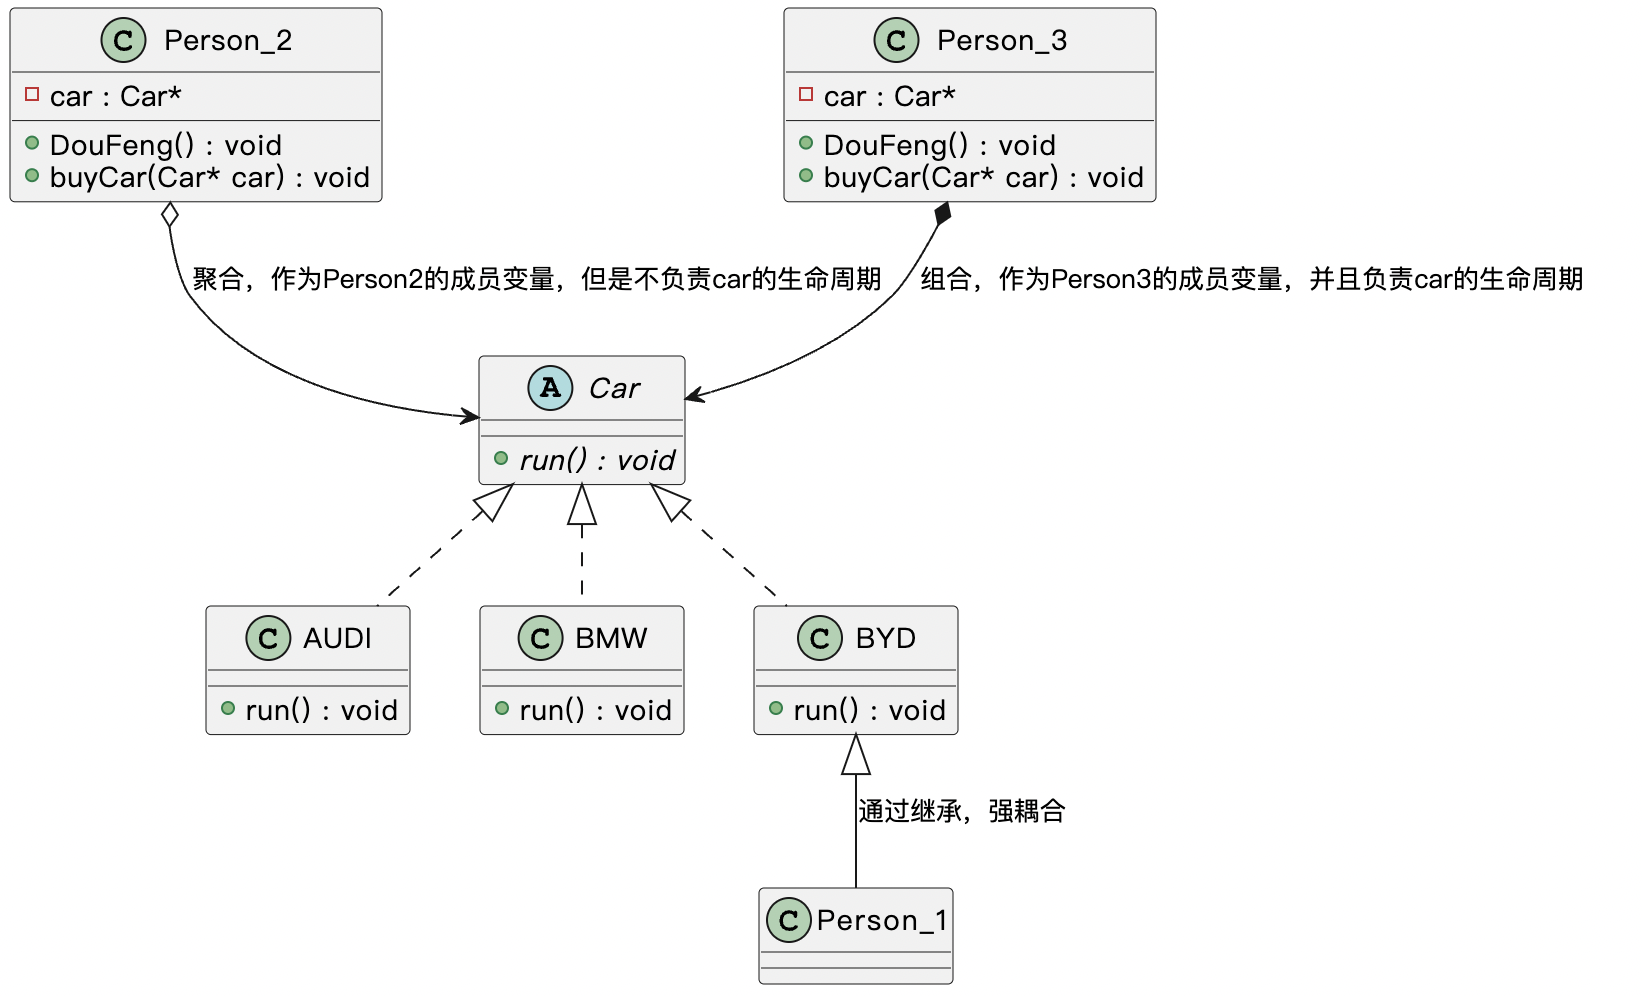 C Person_2
car : Car*
DouFeng() : void
buyCar(Car* car) : void
C Person_3
car : Car*
DouFeng() : void
buyCar(Car* car) : void
聚合，作为Person2的成员变量，但是不负责car的生命周期
组合，作为Person3的成员变量，并且负责car的生命周期
A Car
run() : void
C AUDI
run() : void
C BMW
run() : void
C BYD
run() : void
通过继承，强耦合
C Person_1